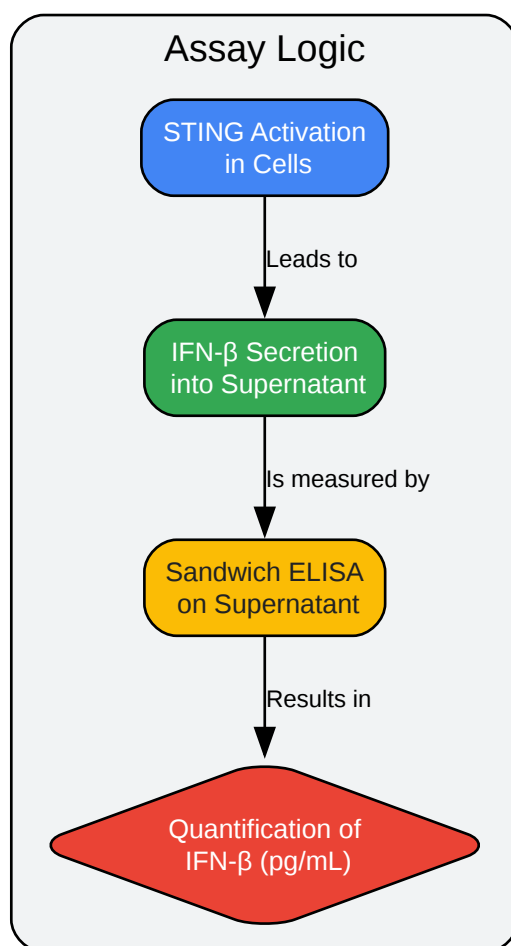 Assay Logic
STING Activation
in Cells
Leads to
IFN-β Secretion
into Supernatant
Is measured by
Sandwich ELISA
on Supernatant
Results in
Quantification of
IFN-β (pg/mL)